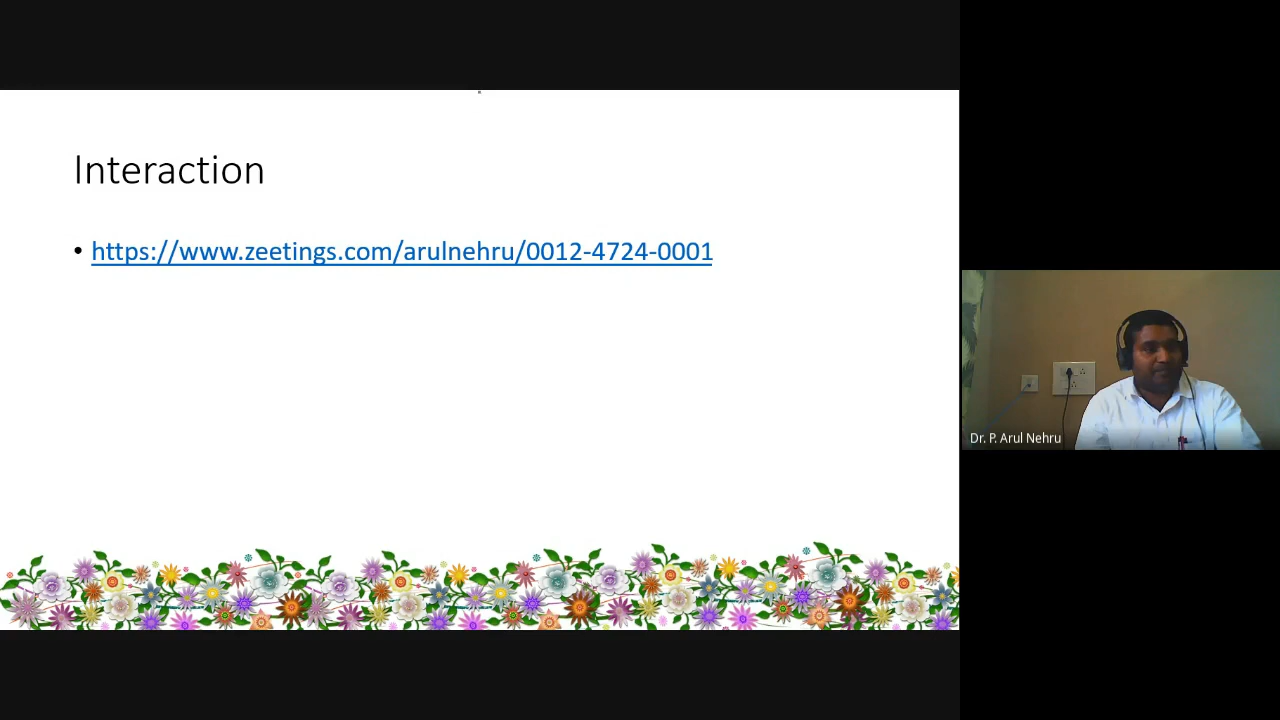 Interaction
• https://www.zeetings.com/arulnehru/0012-4724-0001
Dr. P. Arul Nehru